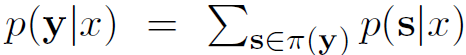 p(y|x) = ∑s∈π(y) p(s|x)